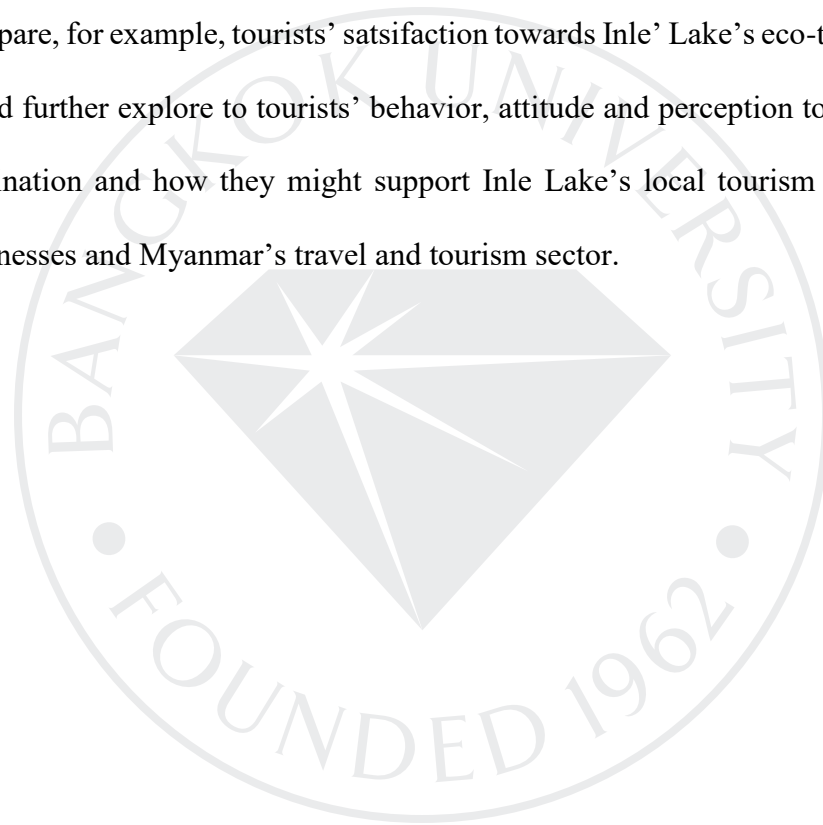 pare, for example, tourists’ satsifaction towards Inle’ Lake’s eco-t
d further explore to tourists’ behavior, attitude and perception to
nation and how they might support Inle Lake’s local tourism
nesses and Myanmar’s travel and tourism sector.
BANGKOK UNIVERSITY
FOUNDED 1962